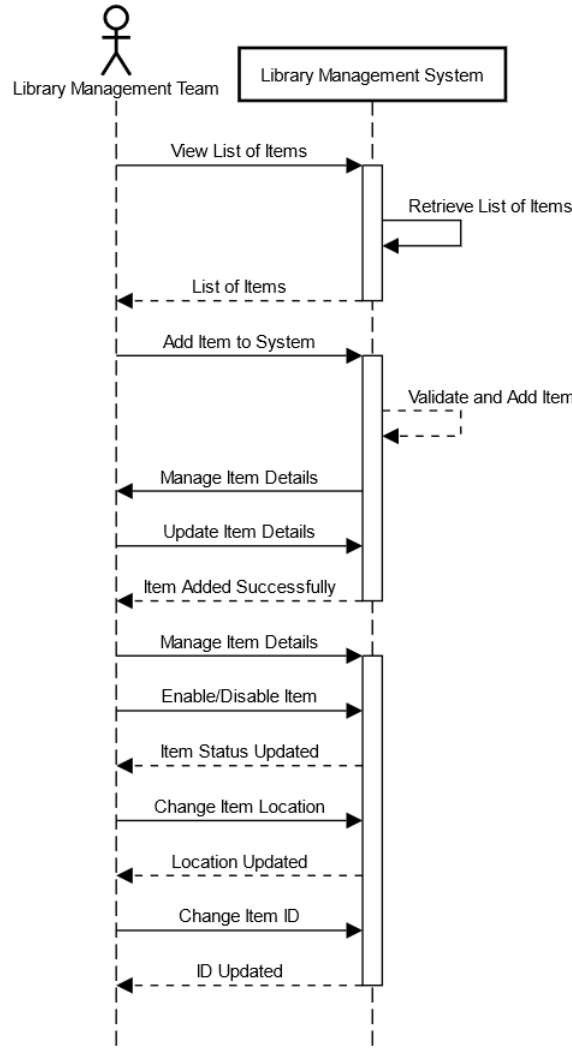 Library Management Team
Library Management System
View List of Items
Retrieve List of Items
List of Items
Add Item to System
Validate and Add Item
Manage Item Details
Update Item Details
Item Added Successfully
Manage Item Details
Enable/Disable Item
Item Status Updated
Change Item Location
Location Updated
Change Item ID
ID Updated